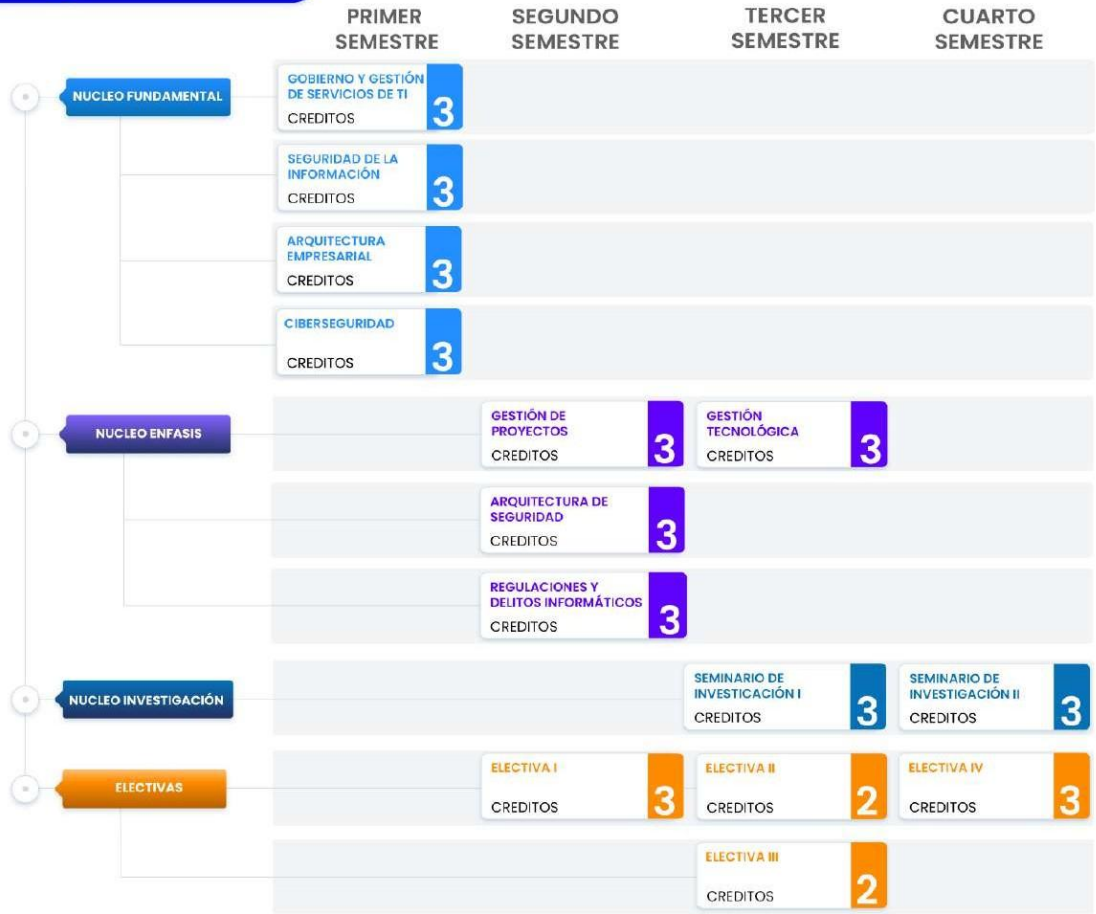 PRIMER
SEMESTRE
SEGUNDO
SEMESTRE
TERCER
SEMESTRE
CUARTO
SEMESTRE
NUCLEO FUNDAMENTAL
GOBIERNO Y GESTIÓN
DE SERVICIOS DE TI
CREDITOS
3
SEGURIDAD DE LA
INFORMACIÓN
CREDITOS
3
ARQUITECTURA
EMPRESARIAL
CREDITOS
3
CIBERSEGURIDAD
CREDITOS
3
NUCLEO ENFASIS
GESTIÓN DE
PROYECTOS
CREDITOS
3
GESTIÓN
TECNOLÓGICA
CREDITOS
3
ARQUITECTURA DE
SEGURIDAD
CREDITOS
3
REGULACIONES Y
DELITOS INFORMÁTICOS
CREDITOS
3
NUCLEO INVESTIGACIÓN
SEMINARIO DE
INVESTICACIÓN I
CREDITOS
3
SEMINARIO DE
INVESTIGACIÓN II
CREDITOS
3
ELECTIVAS
ELECTIVA I
CREDITOS
3
ELECTIVA II
CREDITOS
2
ELECTIVA IV
CREDITOS
3
ELECTIVA III
CREDITOS
2